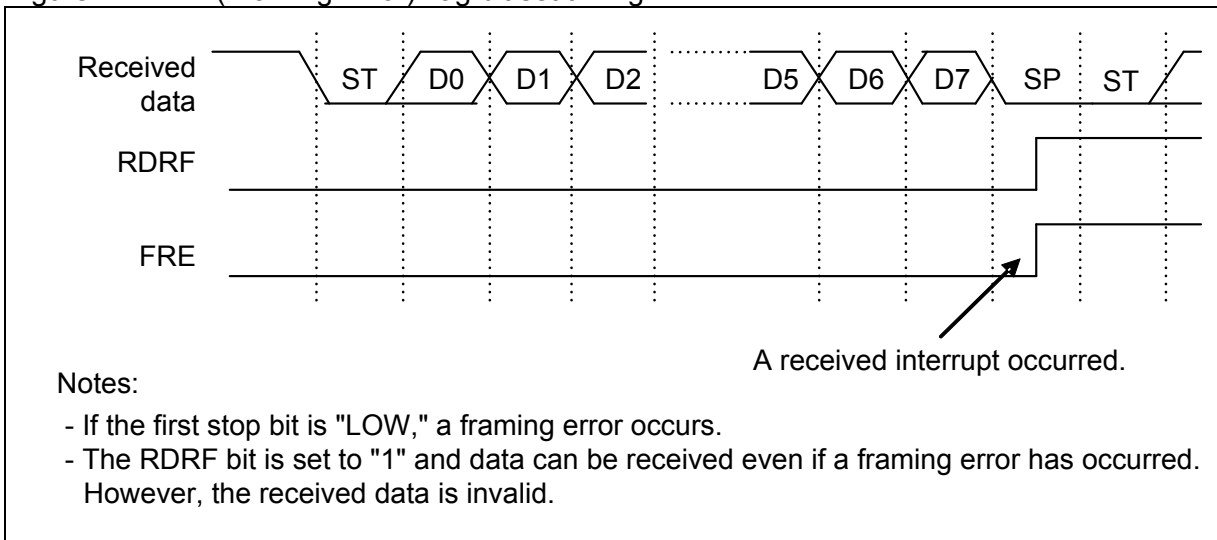 Received data
ST D0 D1 D2 D5 D6 D7 SP ST
RDRF
FRE
A received interrupt occurred.
Notes:
- If the first stop bit is "LOW," a framing error occurs.
- The RDRF bit is set to "1" and data can be received even if a framing error has occurred.
However, the received data is invalid.